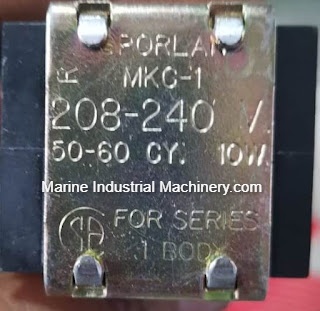 SPORLAN
R MKC-1
208-240 V.
50-60 CY. 10W.
Marine Industrial Machinery.com
FOR SERIES
1 BODY